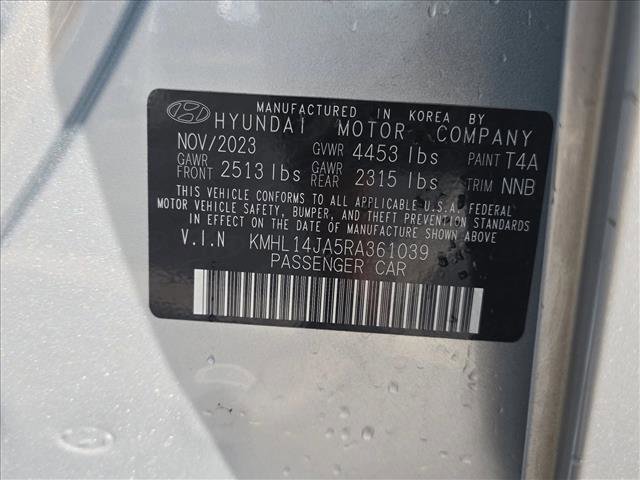 MANUFACTURED IN KOREA BY
HYUNDAI MOTOR COMPANY
NOV/2023 GVWR 4453 lbs PAINT T4A
GAWR FRONT 2513 lbs GAWR REAR 2315 lbs TRIM NNB
THIS VEHICLE CONFORMS TO ALL APPLICABLE U.S.A. FEDERAL
MOTOR VEHICLE SAFETY, BUMPER, AND THEFT PREVENTION STANDARDS
IN EFFECT ON THE DATE OF MANUFACTURE SHOWN ABOVE
V.I.N KMHL14JA5RA361039
PASSENGER CAR